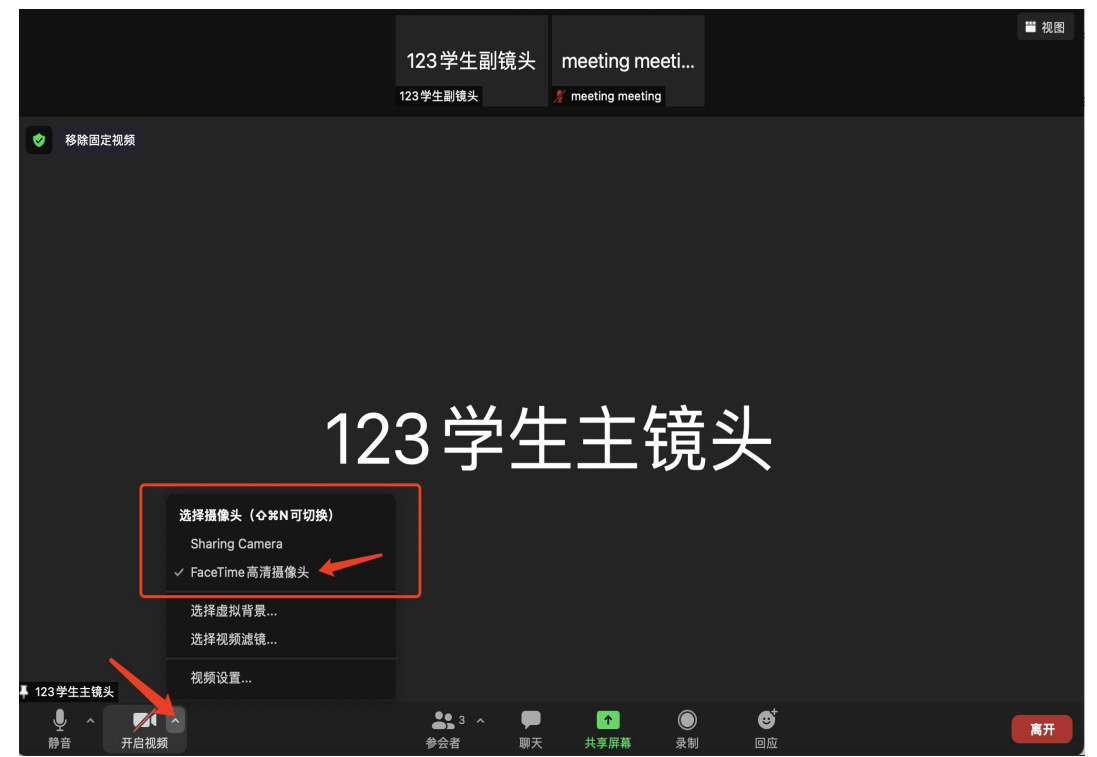 视图
123学生副镜头
meeting meeti...
123学生副镜头
meeting meeting
移除固定视频
123学生主镜头
选择摄像头（⇧⌘N可切换）
Sharing Camera
✓ FaceTime高清摄像头
选择虚拟背景...
选择视频滤镜...
视频设置...
123学生主镜头
静音
开启视频
3
参会者
聊天
共享屏幕
录制
回应
离开